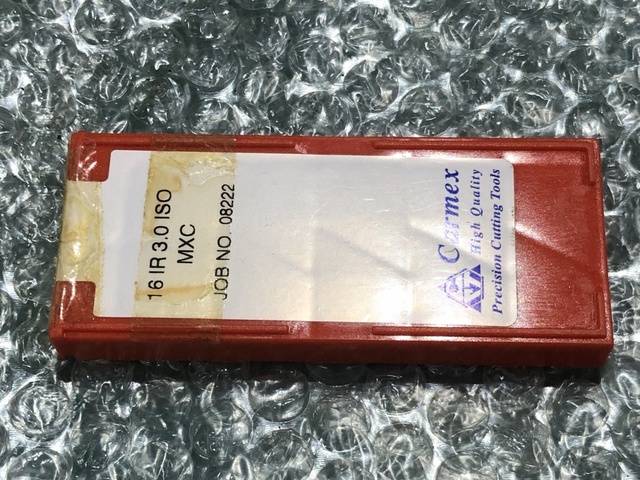 16 IR 3.0 ISO
MXC
JOB NO. 08222
Carmex
High Quality
Precision Cutting Tools